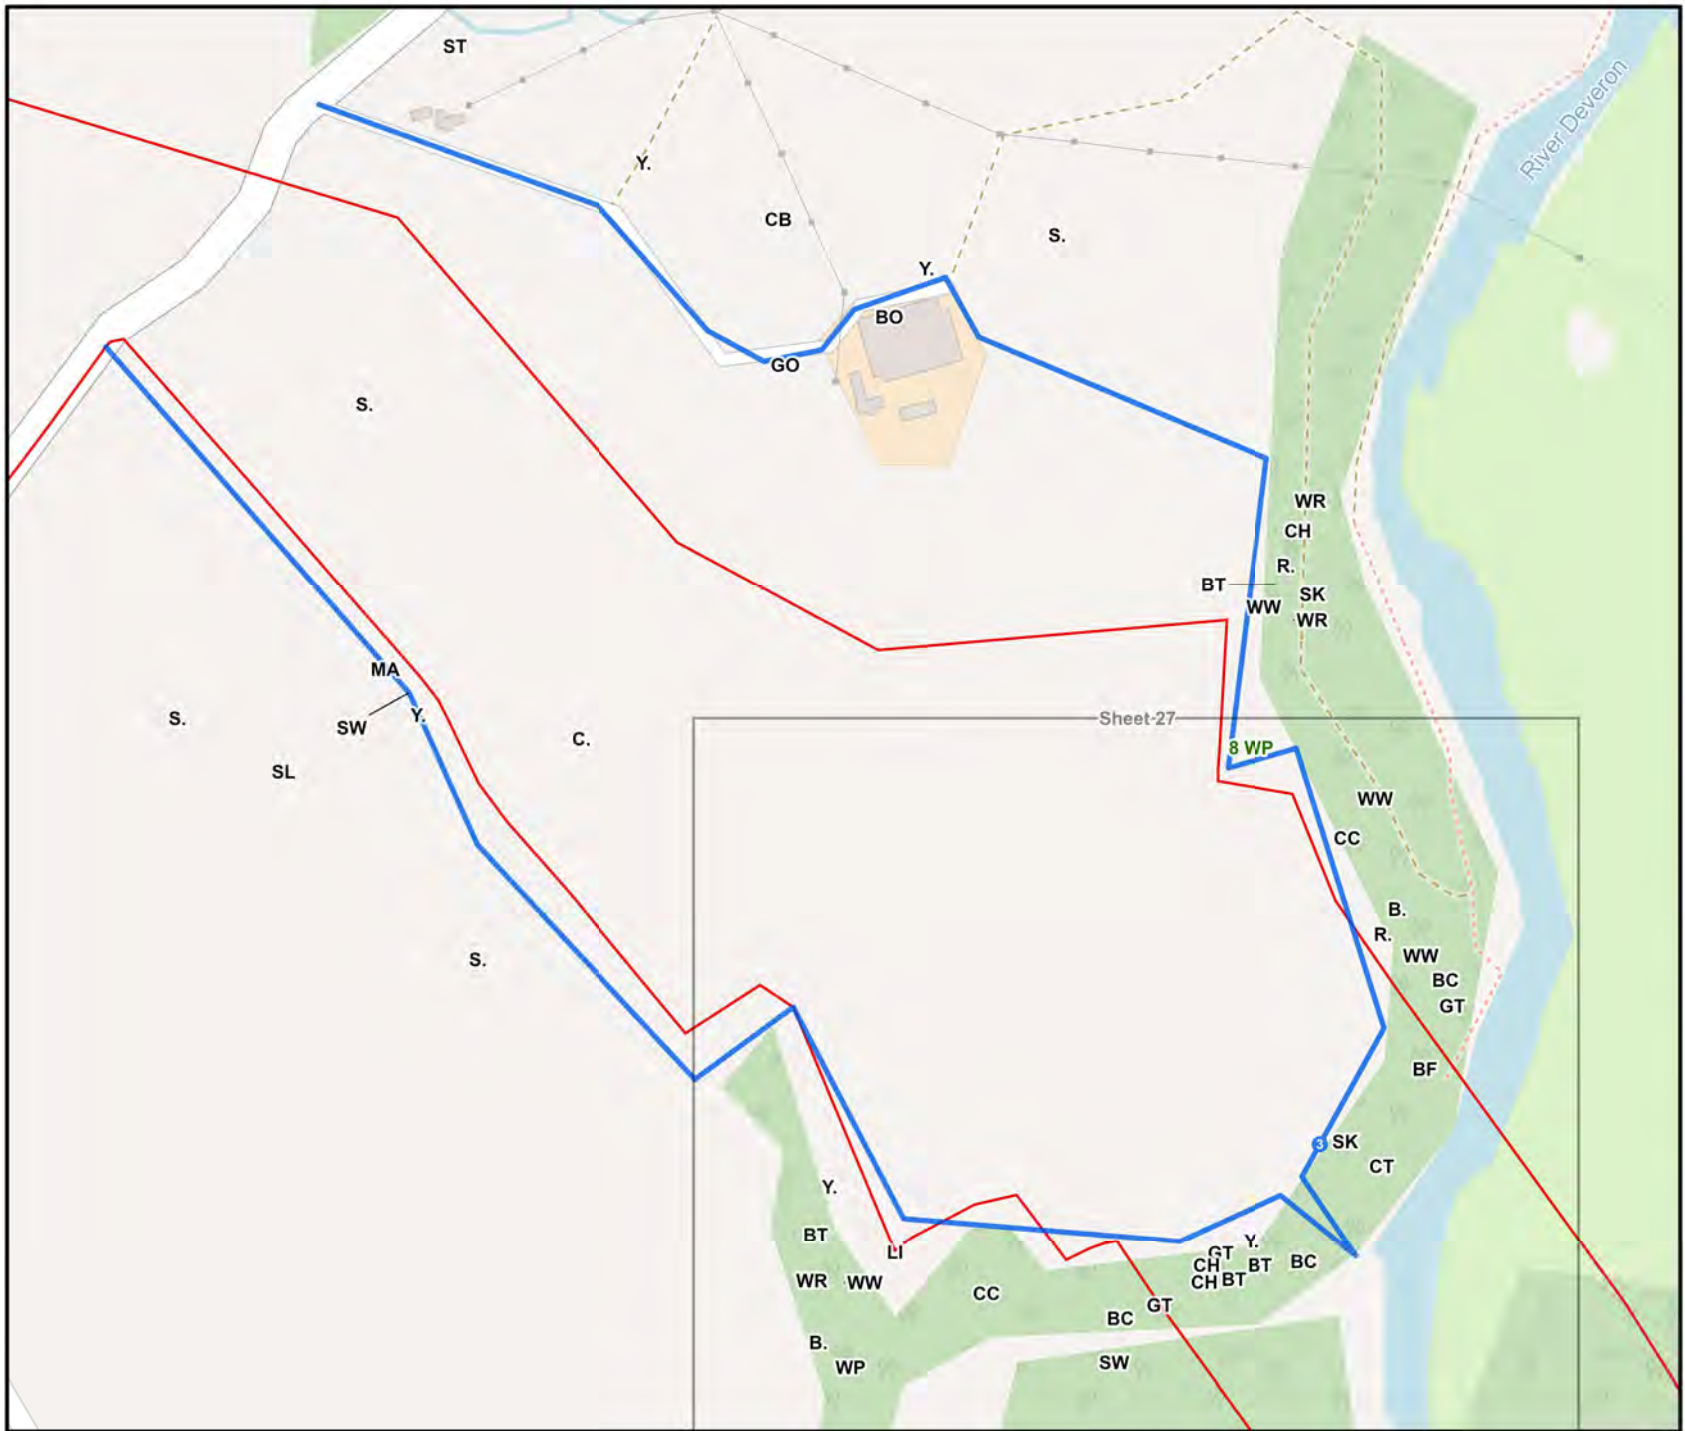 ST
River Deveron
Y.
CB
S.
Y.
BO
GO
S.
WR
CH
R.
BT
SK
WW
WR
MA
Y.
S.
SW
C.
Sheet 27
8 WP
SL
WW
CC
B.
R.
WW
S.
BC
GT
BF
3 SK
CT
Y.
BT
Y.
LI
GT
CH
BT
BC
WR
WW
CH
BT
CC
GT
BC
B.
WP
SW